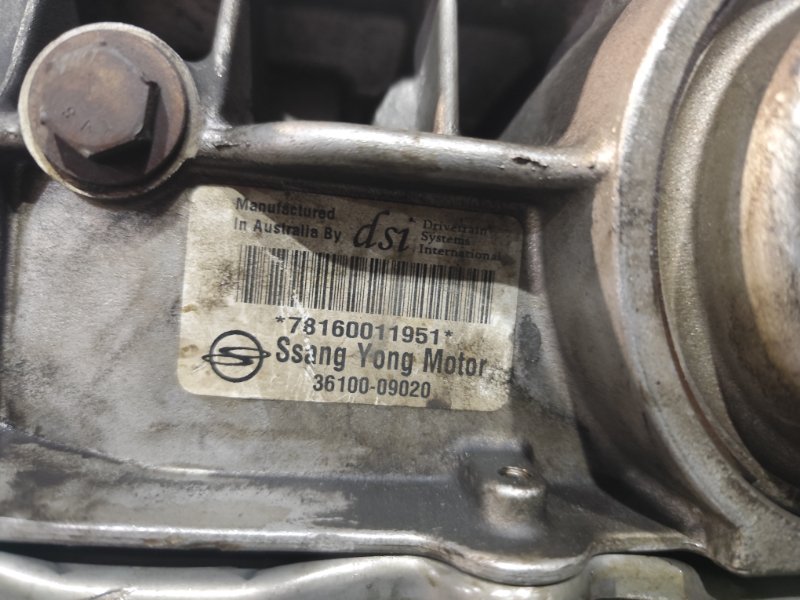 Manufactured
In Australia By
dsi
Drivetrain
Systems
International
*78160011951*
Ssang Yong Motor
36100-09020